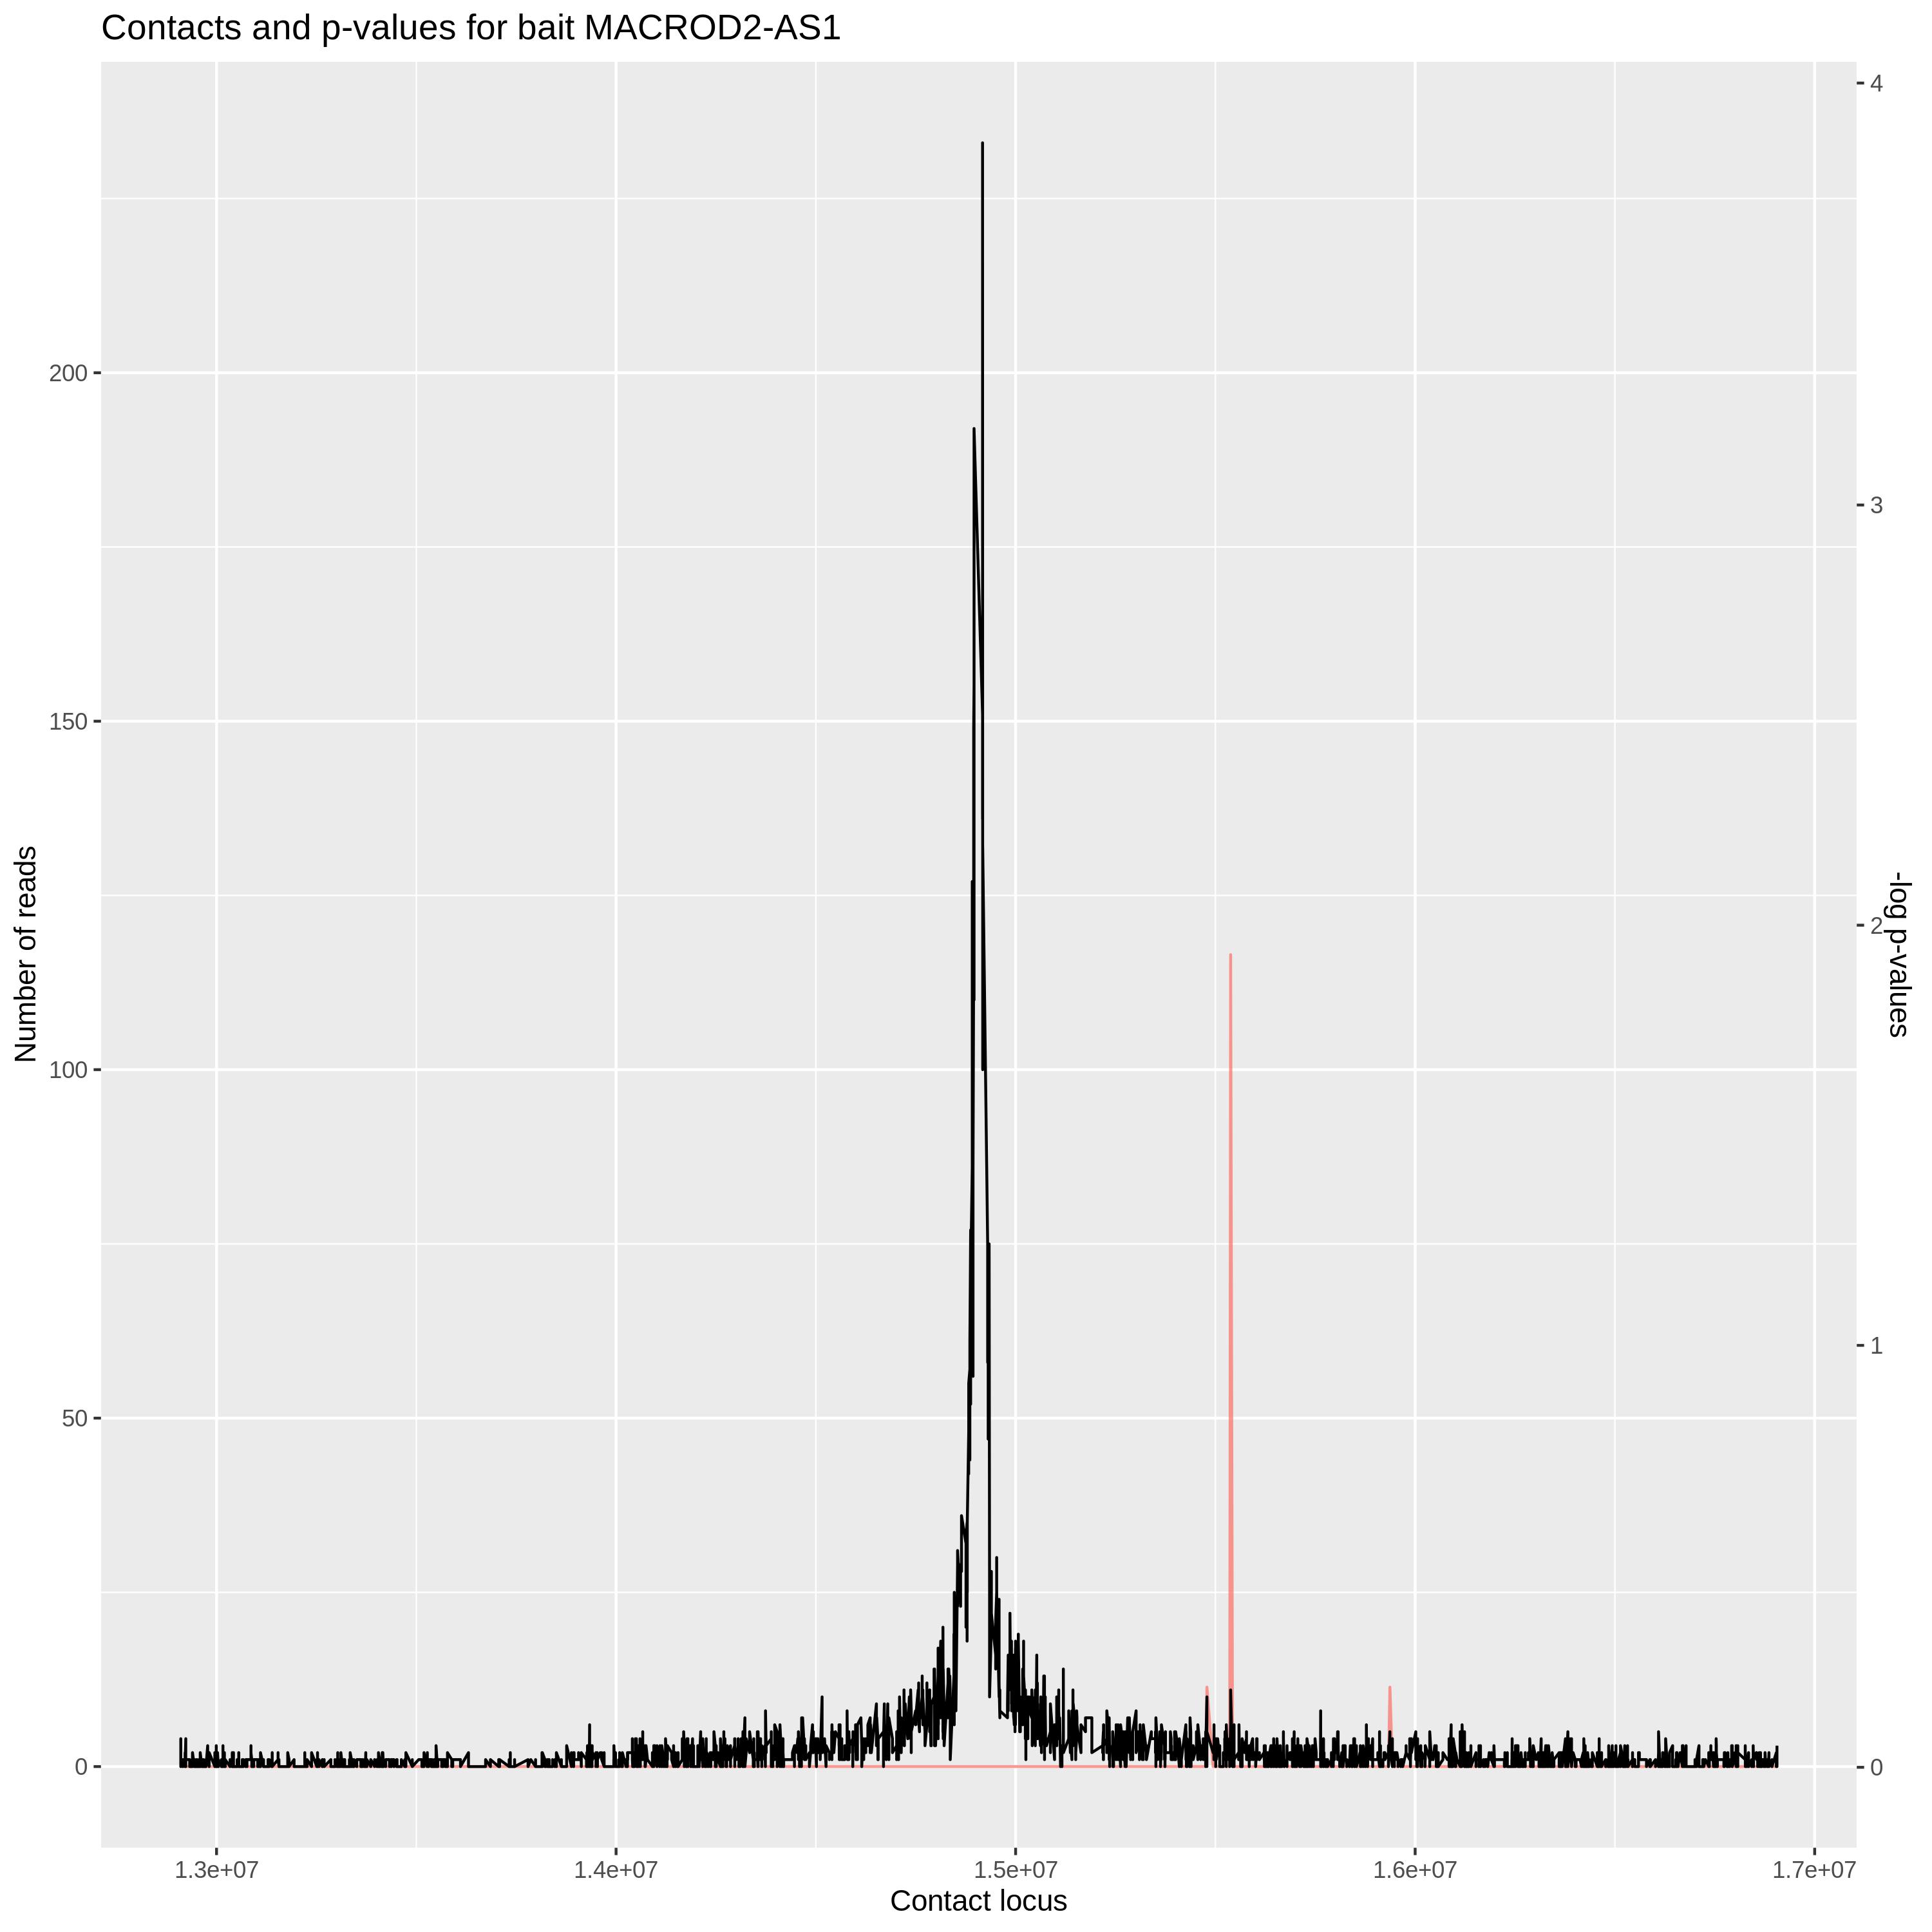 Contacts and p-values for bait MACROD2-AS1
Number of reads
200
150
100
50
0
4
3
2
1
0
-log p-values
1.3e+07
1.4e+07
1.5e+07
1.6e+07
1.7e+07
Contact locus